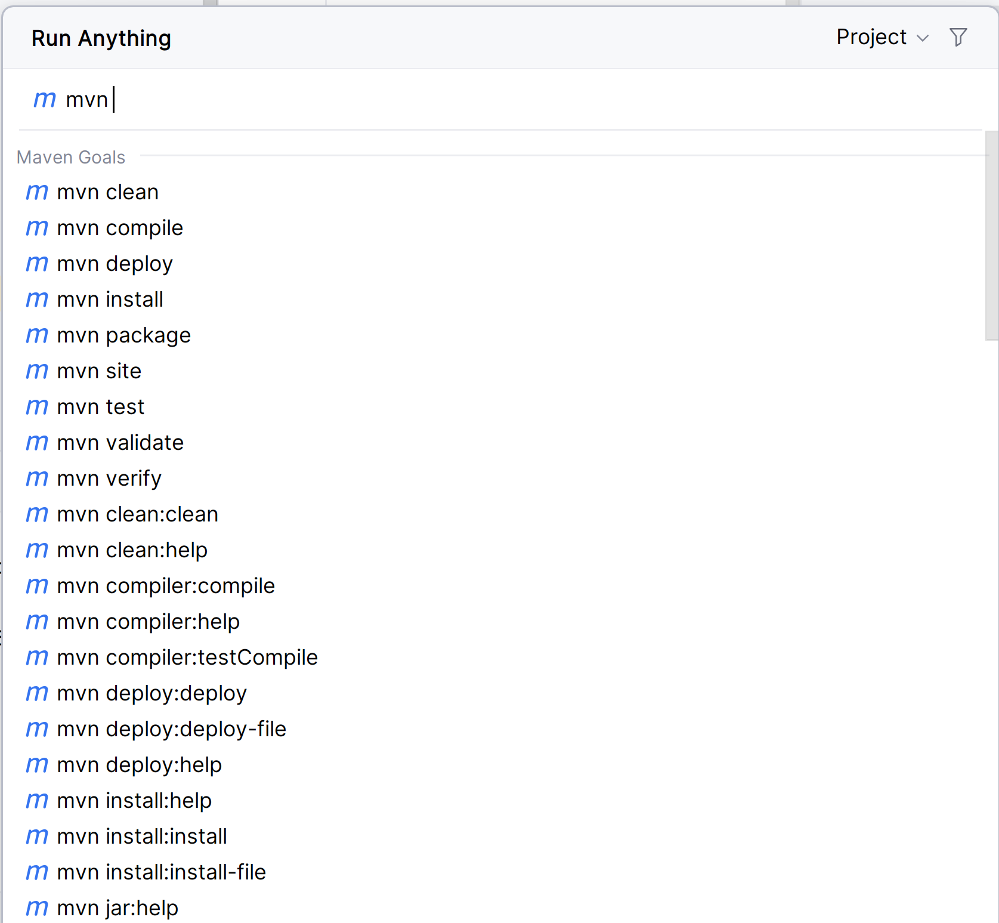 Run Anything
Project
m mvn
Maven Goals
m mvn clean
m mvn compile
m mvn deploy
m mvn install
m mvn package
m mvn site
m mvn test
m mvn validate
m mvn verify
m mvn clean:clean
m mvn clean:help
m mvn compiler:compile
m mvn compiler:help
m mvn compiler:testCompile
m mvn deploy:deploy
m mvn deploy:deploy-file
m mvn deploy:help
m mvn install:help
m mvn install:install
m mvn install:install-file
m mvn jar:help